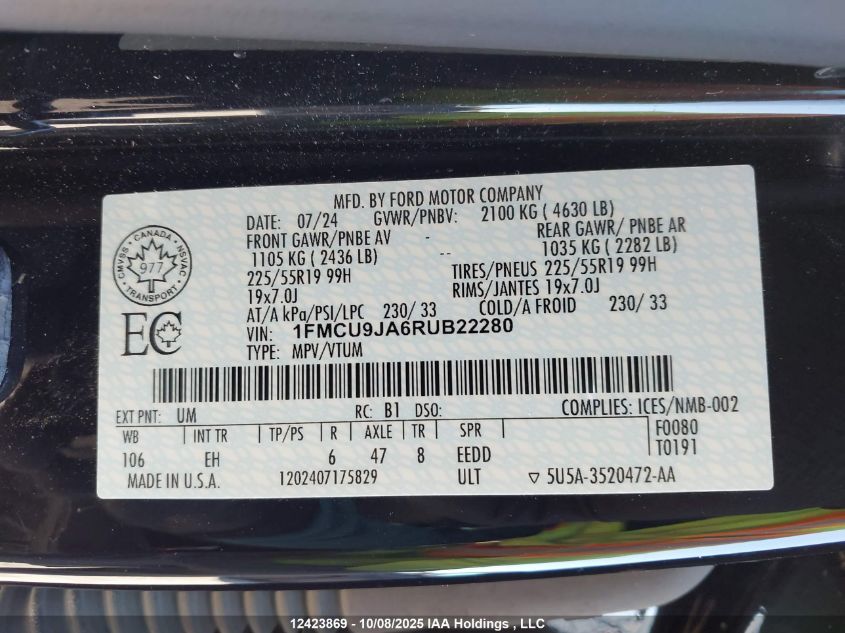 MFD. BY FORD MOTOR COMPANY
DATE: 07/24 GVWR/PNBV: 2100 KG ( 4630 LB)
FRONT GAWR/PNBE AV - REAR GAWR/ PNBE AR
1105 KG ( 2436 LB) -- 1035 KG ( 2282 LB)
225/55R19 99H TIRES/PNEUS 225/55R19 99H
19x7.0J RIMS/JANTES 19x7.0J
AT/A kPa/PSI/LPC 230/ 33 COLD/A FROID 230/ 33
VIN: 1FMCU9JA6RUB22280
TYPE: MPV/VTUM
CANADA
CMVSS NSVAC
977
TRANSPORT
EC
EXT PNT: UM RC: B1 DSO: COMPLIES: ICES/NMB-002
WB INT TR TP/PS R AXLE TR SPR F0080
106 EH 6 47 8 EEDD T0191
MADE IN U.S.A. 1202407175829 ULT ▽ 5U5A-3520472-AA
12423869 - 10/08/2025 IAA Holdings , LLC